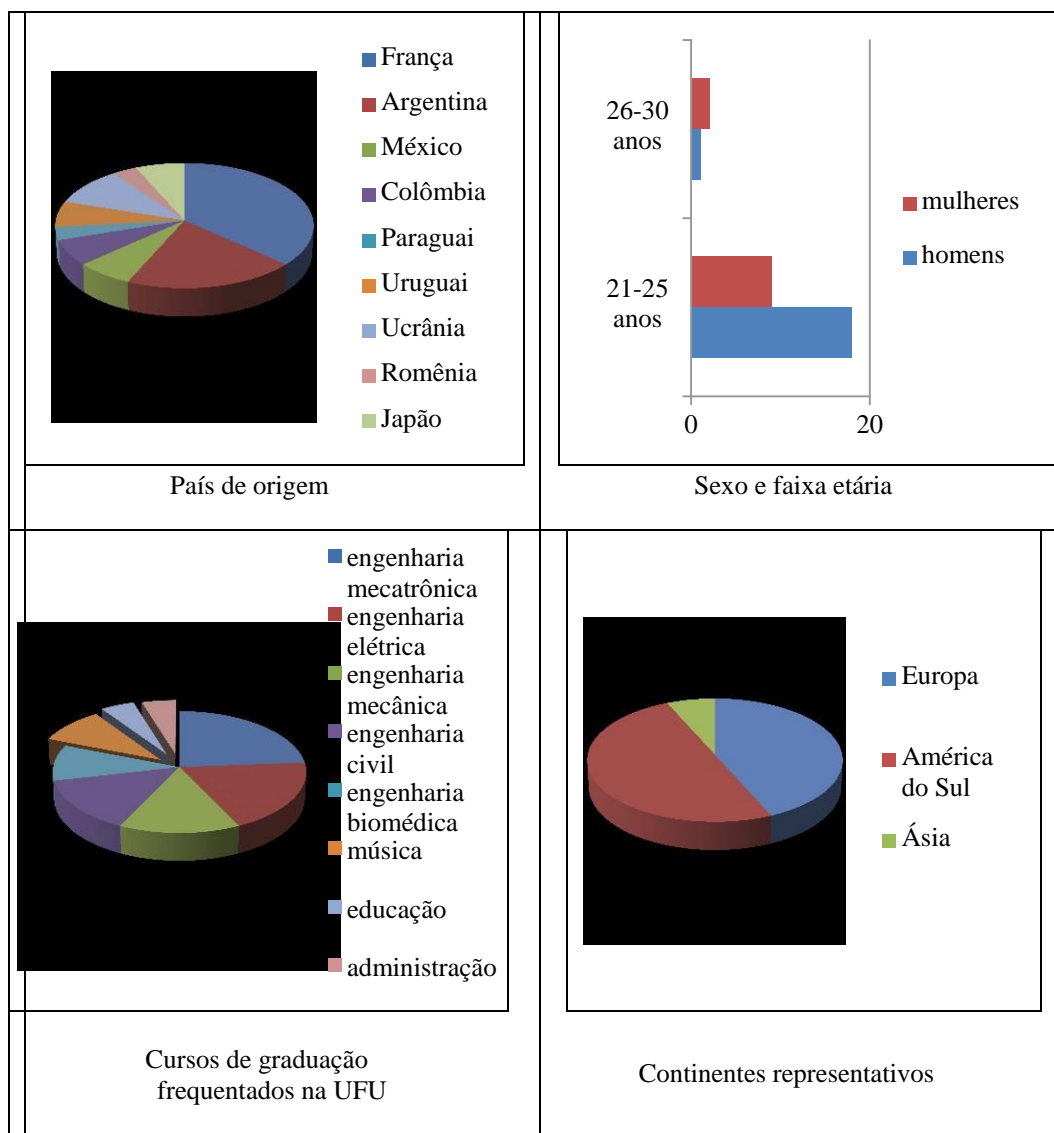 França
Argentina
México
Colômbia
Paraguai
Uruguai
Ucrânia
Romênia
Japão
País de origem
26-30
anos
21-25
anos
0
20
mulheres
homens
Sexo e faixa etária
engenharia
mecatrônica
engenharia
elétrica
engenharia
mecânica
engenharia
civil
engenharia
biomédica
música
educação
administração
Cursos de graduação
frequentados na UFU
Europa
América
do Sul
Ásia
Continentes representativos